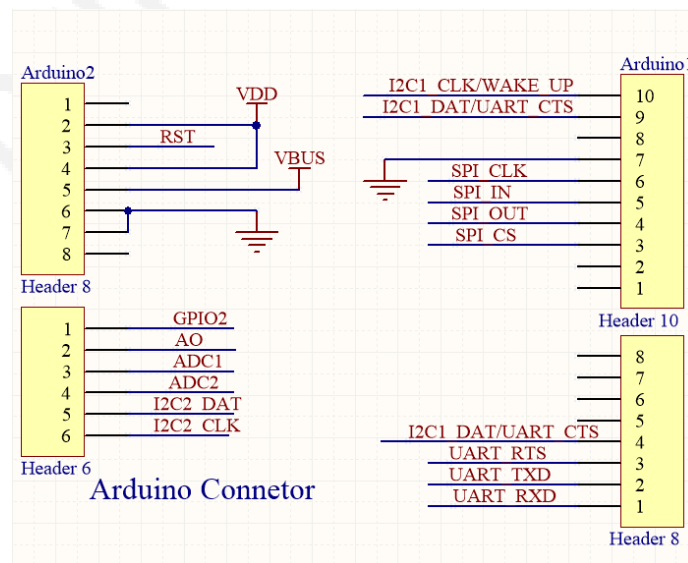 Arduino2
1
2
3
4
5
6
7
8
VDD
RST
VBUS
Header 8
1
2
3
4
5
6
GPIO2
AO
ADC1
ADC2
I2C2_DAT
I2C2_CLK
Header 6
Arduino Connetor
Arduino1
I2C1_CLK/WAKE_UP
I2C1_DAT/UART_CTS
SPI_CLK
SPI_IN
SPI_OUT
SPI_CS
10
9
8
7
6
5
4
3
2
1
Header 10
8
7
6
5
4
3
2
1
I2C1_DAT/UART_CTS
UART_RTS
UART_TXD
UART_RXD
Header 8